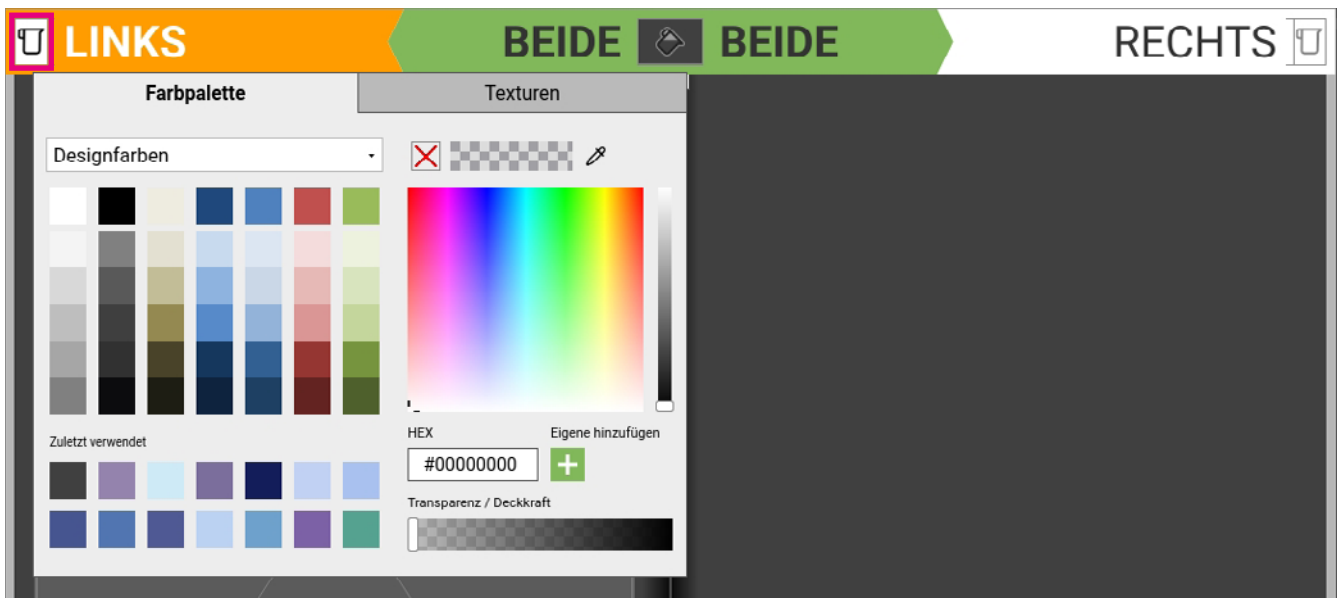 LINKS BEIDE BEIDE RECHTS
Farbpalette Texturen
Designfarben
Zuletzt verwendet
HEX Eigene hinzufügen
#00000000
Transparenz / Deckkraft